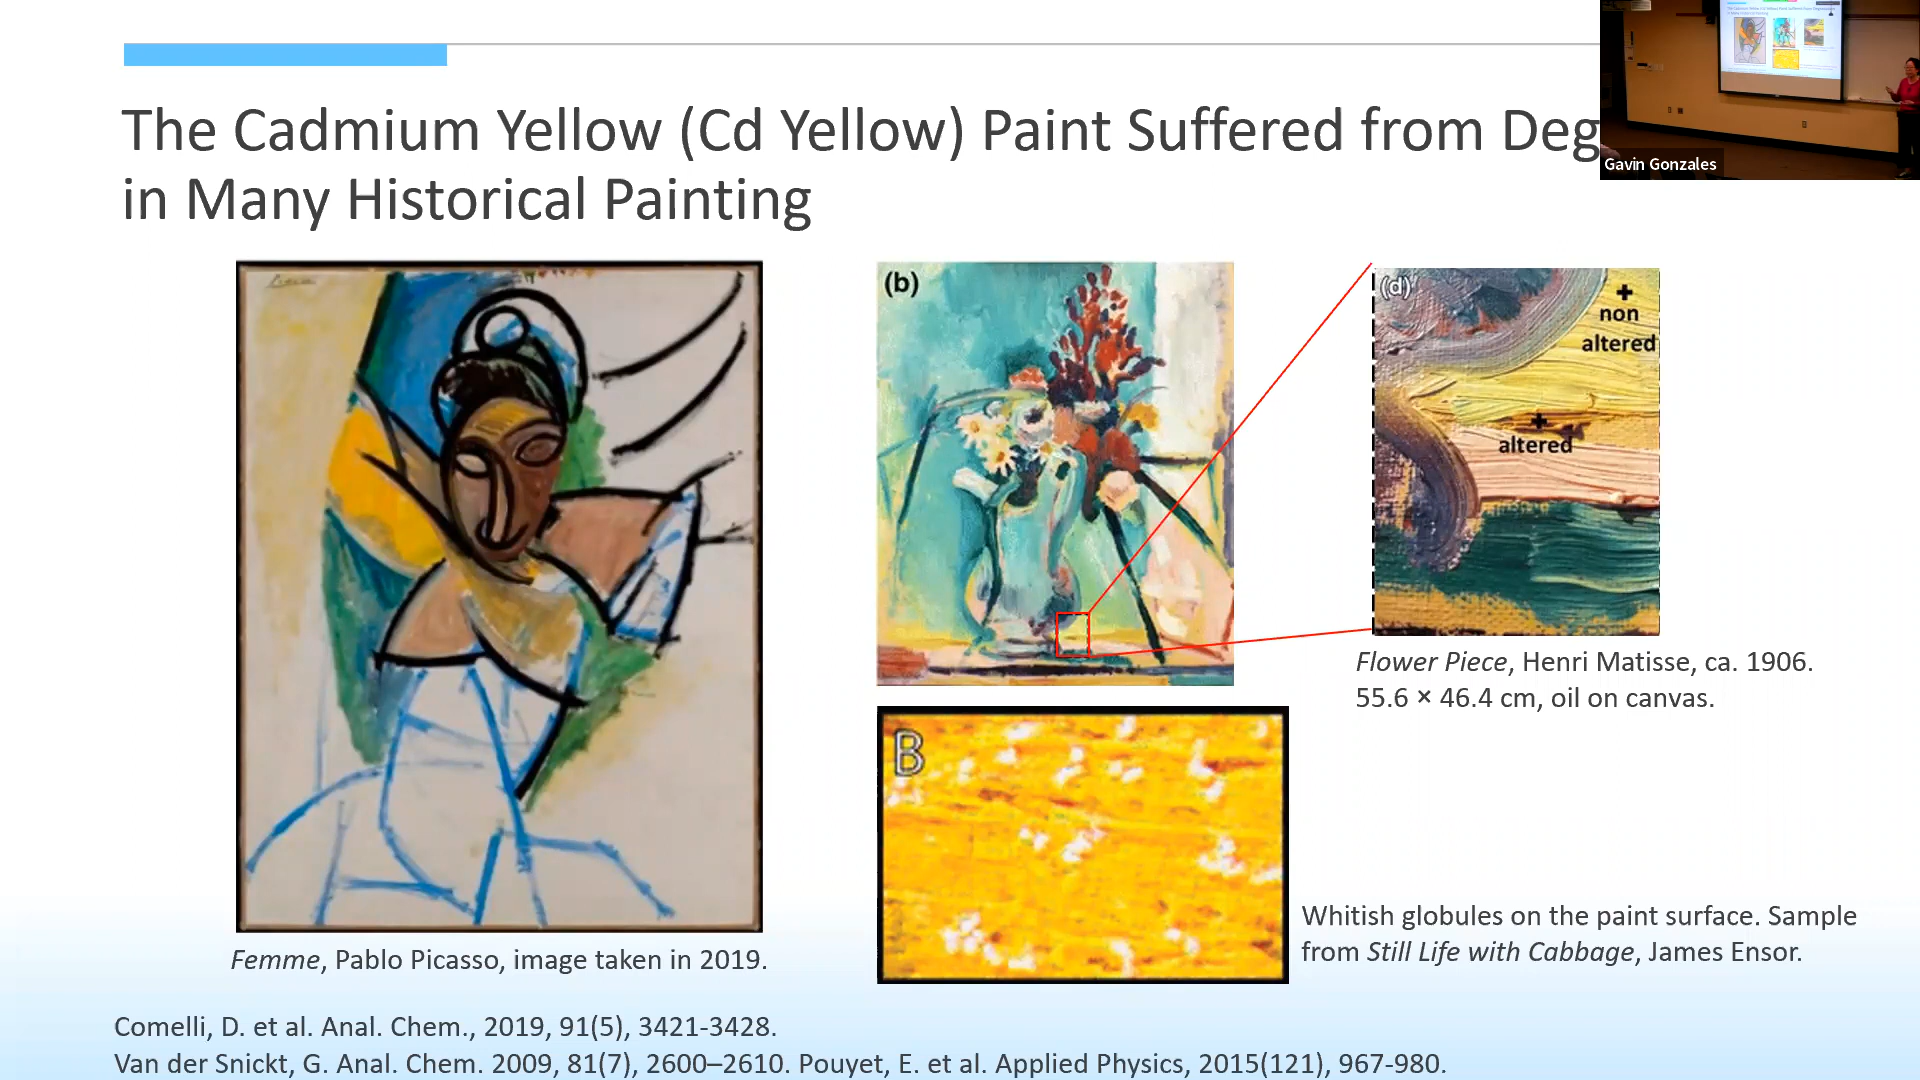 The Cadmium Yellow (Cd Yellow) Paint Suffered from Deg
in Many Historical Painting
Gavin Gonzales
(b)
(d)
non
altered
altered
Flower Piece, Henri Matisse, ca. 1906.
55.6 × 46.4 cm, oil on canvas.
B
Whitish globules on the paint surface. Sample
from Still Life with Cabbage, James Ensor.
Femme, Pablo Picasso, image taken in 2019.
Comelli, D. et al. Anal. Chem., 2019, 91(5), 3421-3428.
Van der Snickt, G. Anal. Chem. 2009, 81(7), 2600–2610. Pouyet, E. et al. Applied Physics, 2015(121), 967-980.